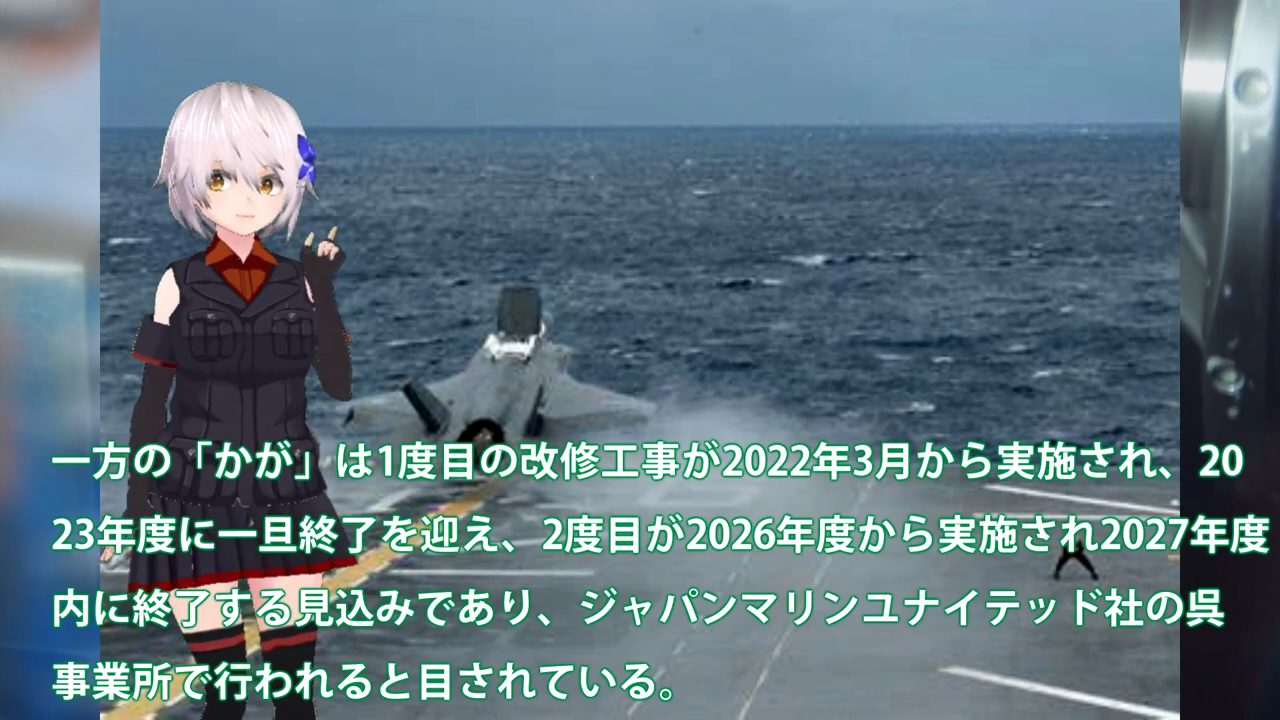 一方の「かが」は1度目の改修工事が2022年3月から実施され、20
23年度に一旦終了を迎え、2度目が2026年度から実施され2027年度
内に終了する見込みであり、ジャパンマリンユナイテッド社の呉
事業所で行われると目されている。